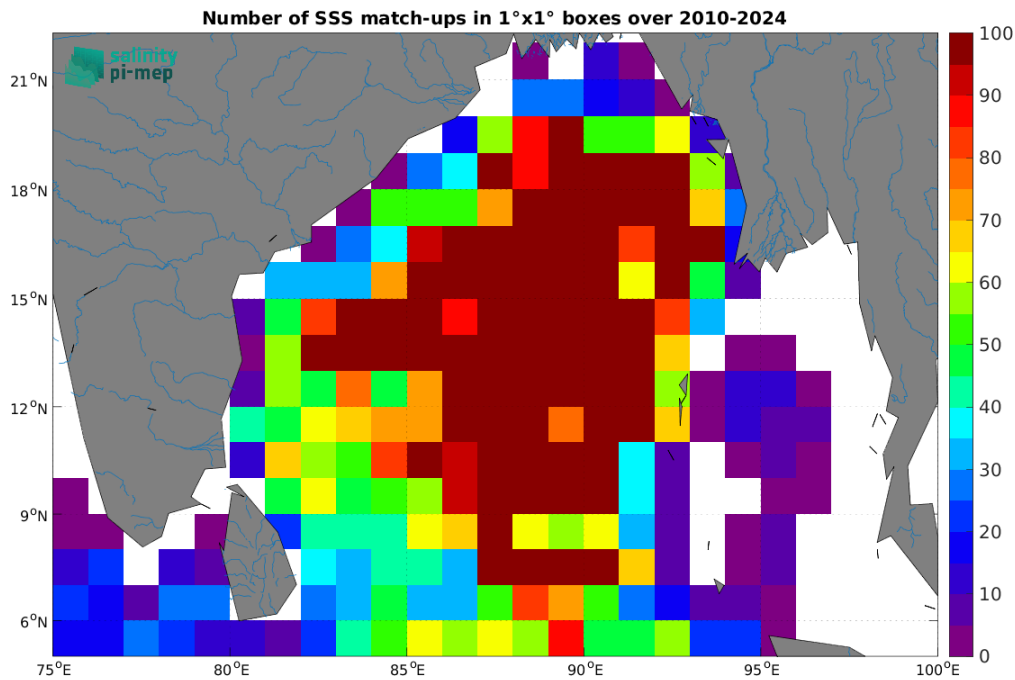 Number of SSS match-ups in 1°x1° boxes over 2010-2024
salinity
pi-mep
21°N
18°N
15°N
12°N
9°N
6°N
75°E 80°E 85°E 90°E 95°E 100°E
100
90
80
70
60
50
40
30
20
10
0